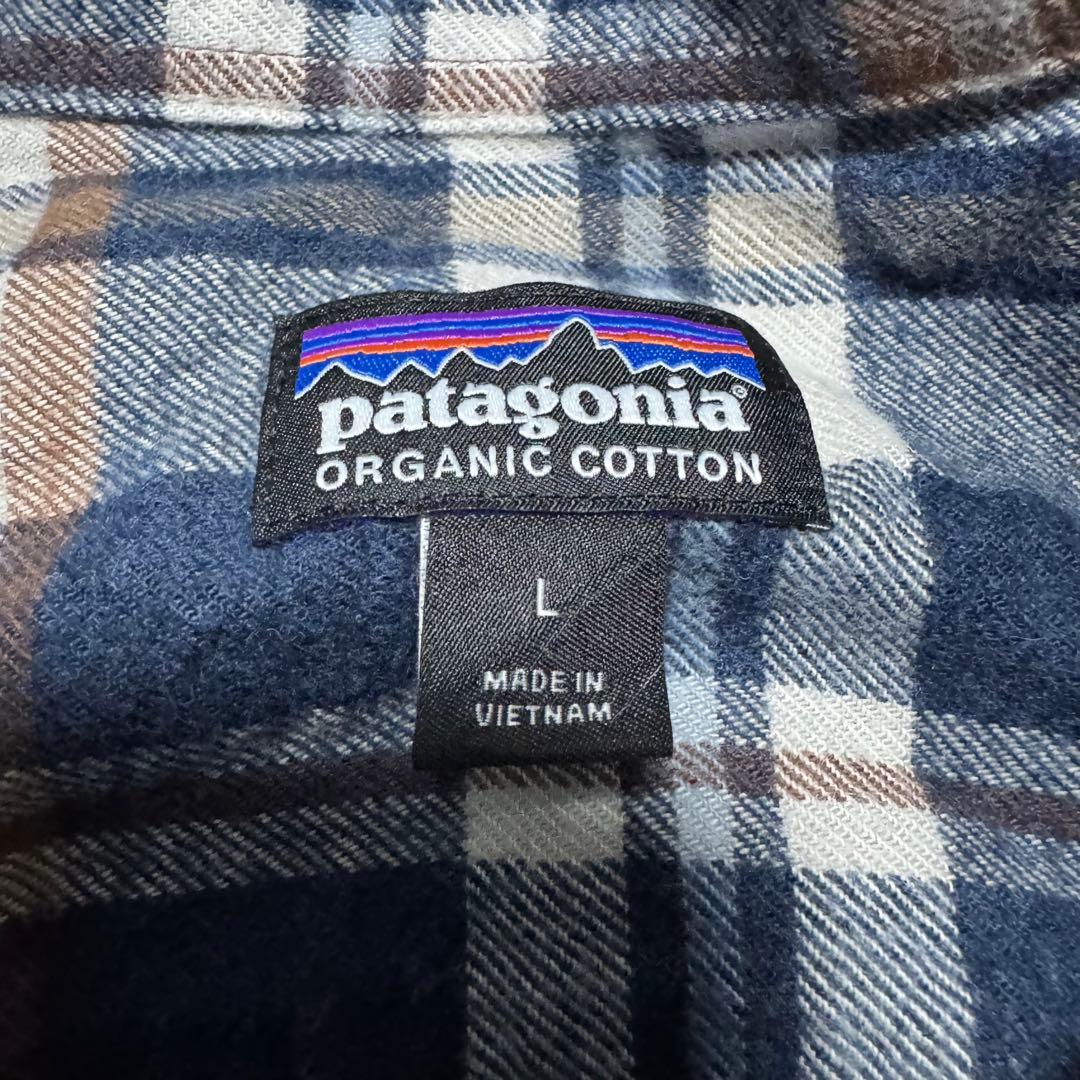 patagonia®
ORGANIC COTTON
L
MADE IN
VIETNAM